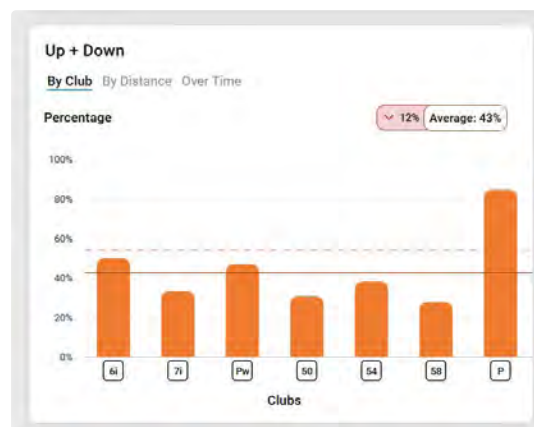 Up + Down
By Club By Distance Over Time
Percentage
12% Average: 43%
100%
80%
60%
40%
20%
0%
6i 7i Pw 50 54 58 P
Clubs